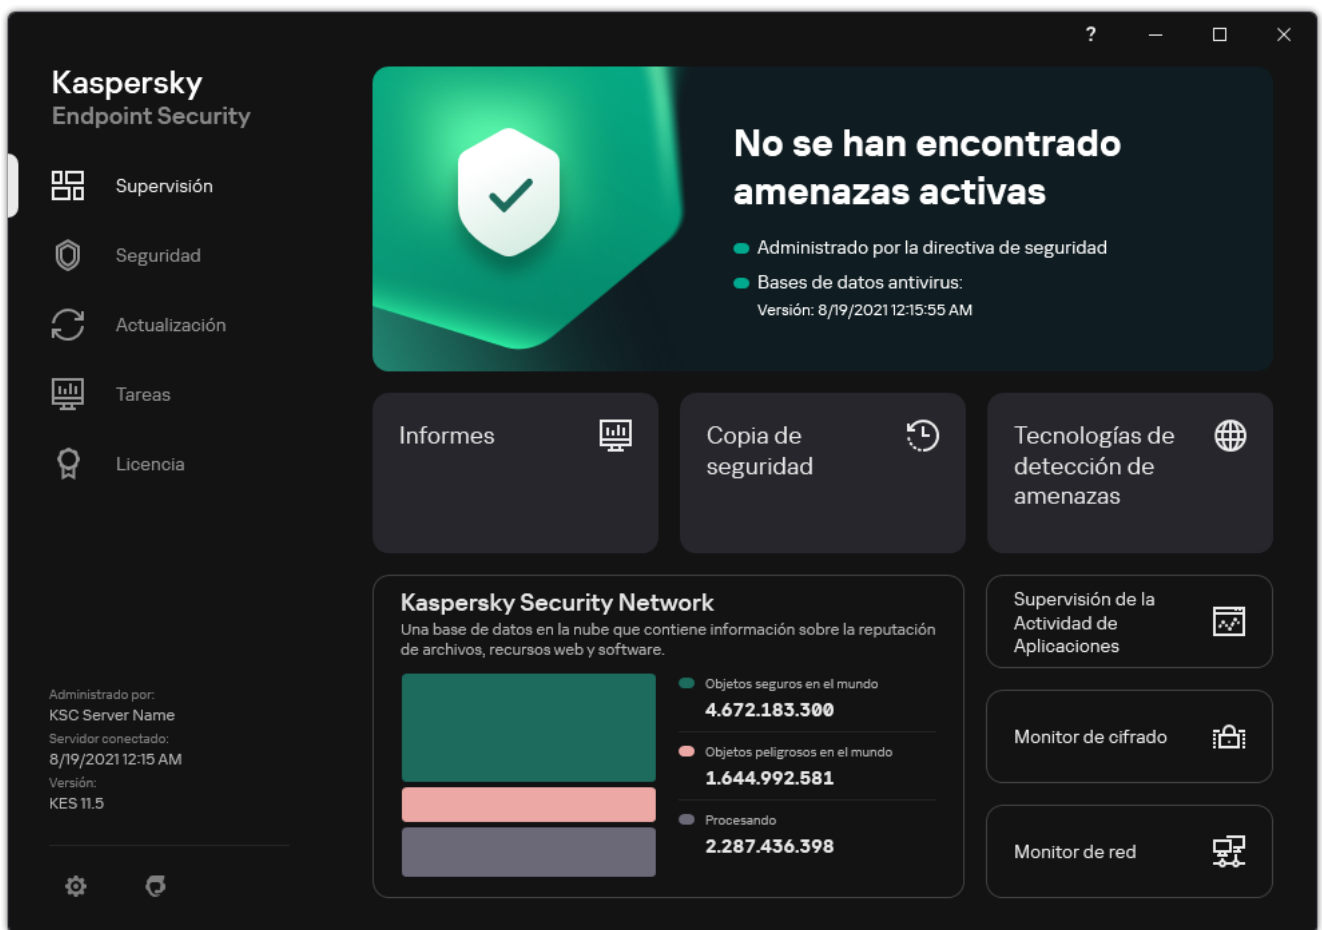 ?
Kaspersky
Endpoint Security
Supervisión
Seguridad
Actualización
Tareas
Licencia
Administrado por:
KSC Server Name
Servidor conectado:
8/19/2021 12:15 AM
Versión:
KES 11.5
No se han encontrado
amenazas activas
Administrado por la directiva de seguridad
Bases de datos antivirus:
Versión: 8/19/2021 12:15:55 AM
Informes
Copia de
seguridad
Tecnologías de
detección de
amenazas
Kaspersky Security Network
Una base de datos en la nube que contiene información sobre la reputación
de archivos, recursos web y software.
Objetos seguros en el mundo
4.672.183.300
Objetos peligrosos en el mundo
1.644.992.581
Procesando
2.287.436.398
Supervisión de la
Actividad de
Aplicaciones
Monitor de cifrado
Monitor de red